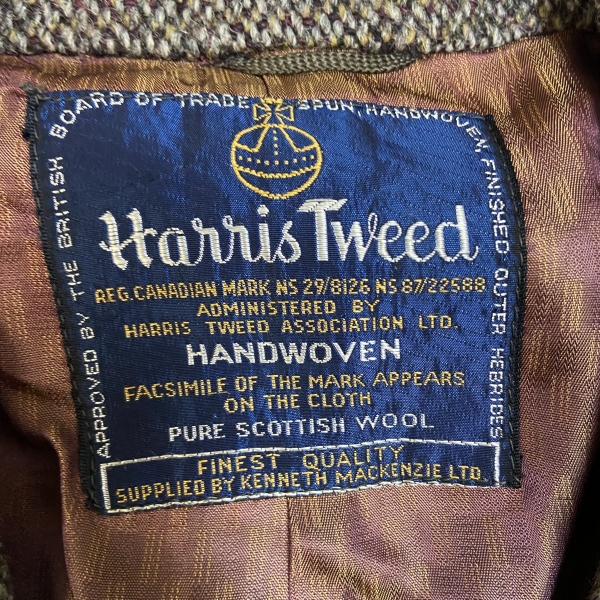 APPROVED BY THE BRITISH BOARD OF TRADE SPUN, HANDWOVEN, FINISHED OUTER HEBRIDES
Harris Tweed
REG. CANADIAN MARK NS 29/8126 NS 87/22588
ADMINISTERED BY
HARRIS TWEED ASSOCIATION LTD.
HANDWOVEN
FACSIMILE OF THE MARK APPEARS
ON THE CLOTH
PURE SCOTTISH WOOL
FINEST QUALITY
SUPPLIED BY KENNETH MACKENZIE LTD.